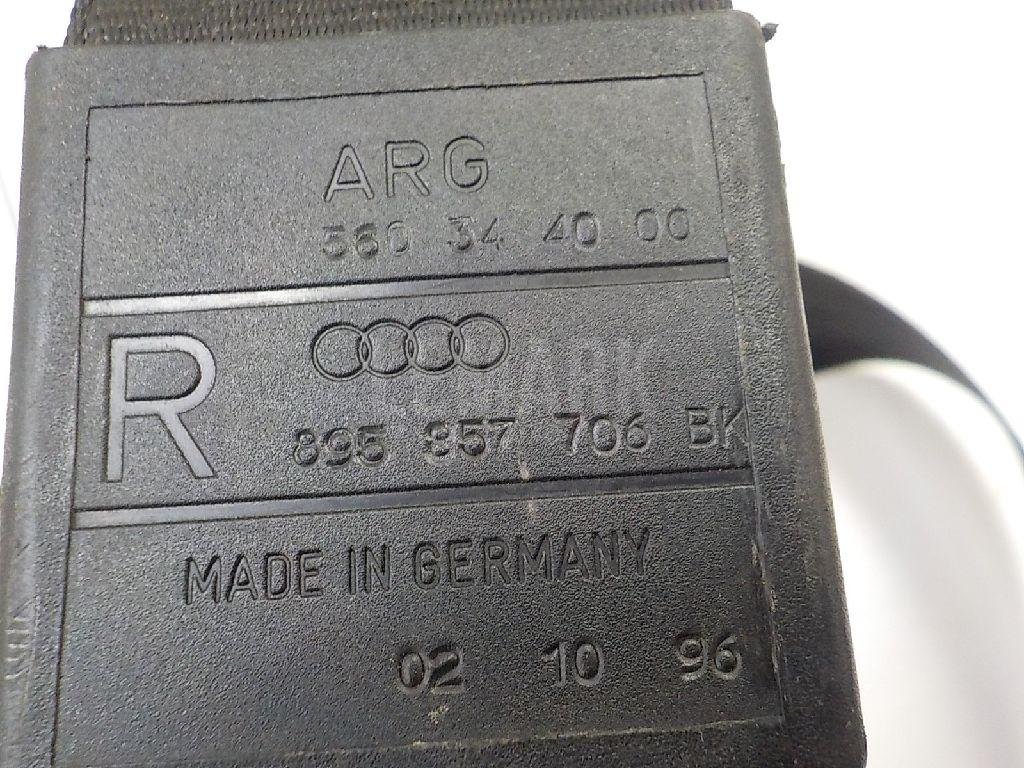 ARG
560 34 40 00
R
895 857 706 BK
MADE IN GERMANY
02 10 96